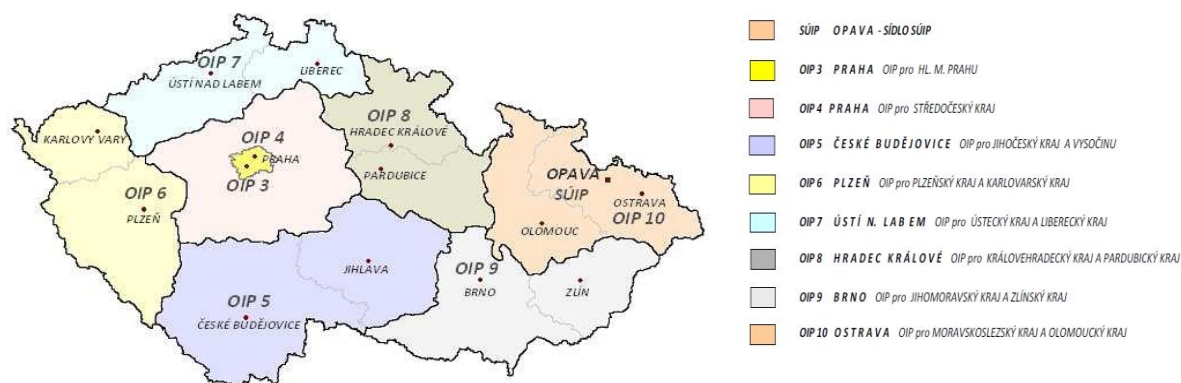 OIP 7
ÚSTÍ NAD LABEM
LIBEREC
KARLOVÝ VARY
OIP 4
PRAHA
OIP 3
OIP 8
HRADEC KRÁLOVÉ
PARDUBICE
OIP 6
PLZEŇ
OPAVA
SÚIP
OSTRAVA
OIP 10
OLOMOUC
JIHLAVA
OIP 9
BRNO
ZLÍN
OIP 5
ČESKÉ BUDĚJOVICE
SÚIP OPAVA - SÍDLO SÚIP
OIP 3 PRAHA OIP pro HL. M. PRAHU
OIP 4 PRAHA OIP pro STŘEDOČESKÝ KRAJ
OIP 5 ČESKÉ BUDĚJOVICE OIP pro JIHOČESKÝ KRAJ A VYSOČINU
OIP 6 PLZEŇ OIP pro PLZEŇSKÝ KRAJ A KARLOVARSKÝ KRAJ
OIP 7 ÚSTÍ N. LABEM OIP pro ÚSTECKÝ KRAJ A LIBERECKÝ KRAJ
OIP 8 HRADEC KRÁLOVÉ OIP pro KRÁLOVEHRADECKÝ KRAJ A PARDUBICKÝ KRAJ
OIP 9 BRNO OIP pro JIHOMORAVSKÝ KRAJ A ZLÍNSKÝ KRAJ
OIP 10 OSTRAVA OIP pro MORAVSKOSLEZSKÝ KRAJ A OLOMOUCKÝ KRAJ